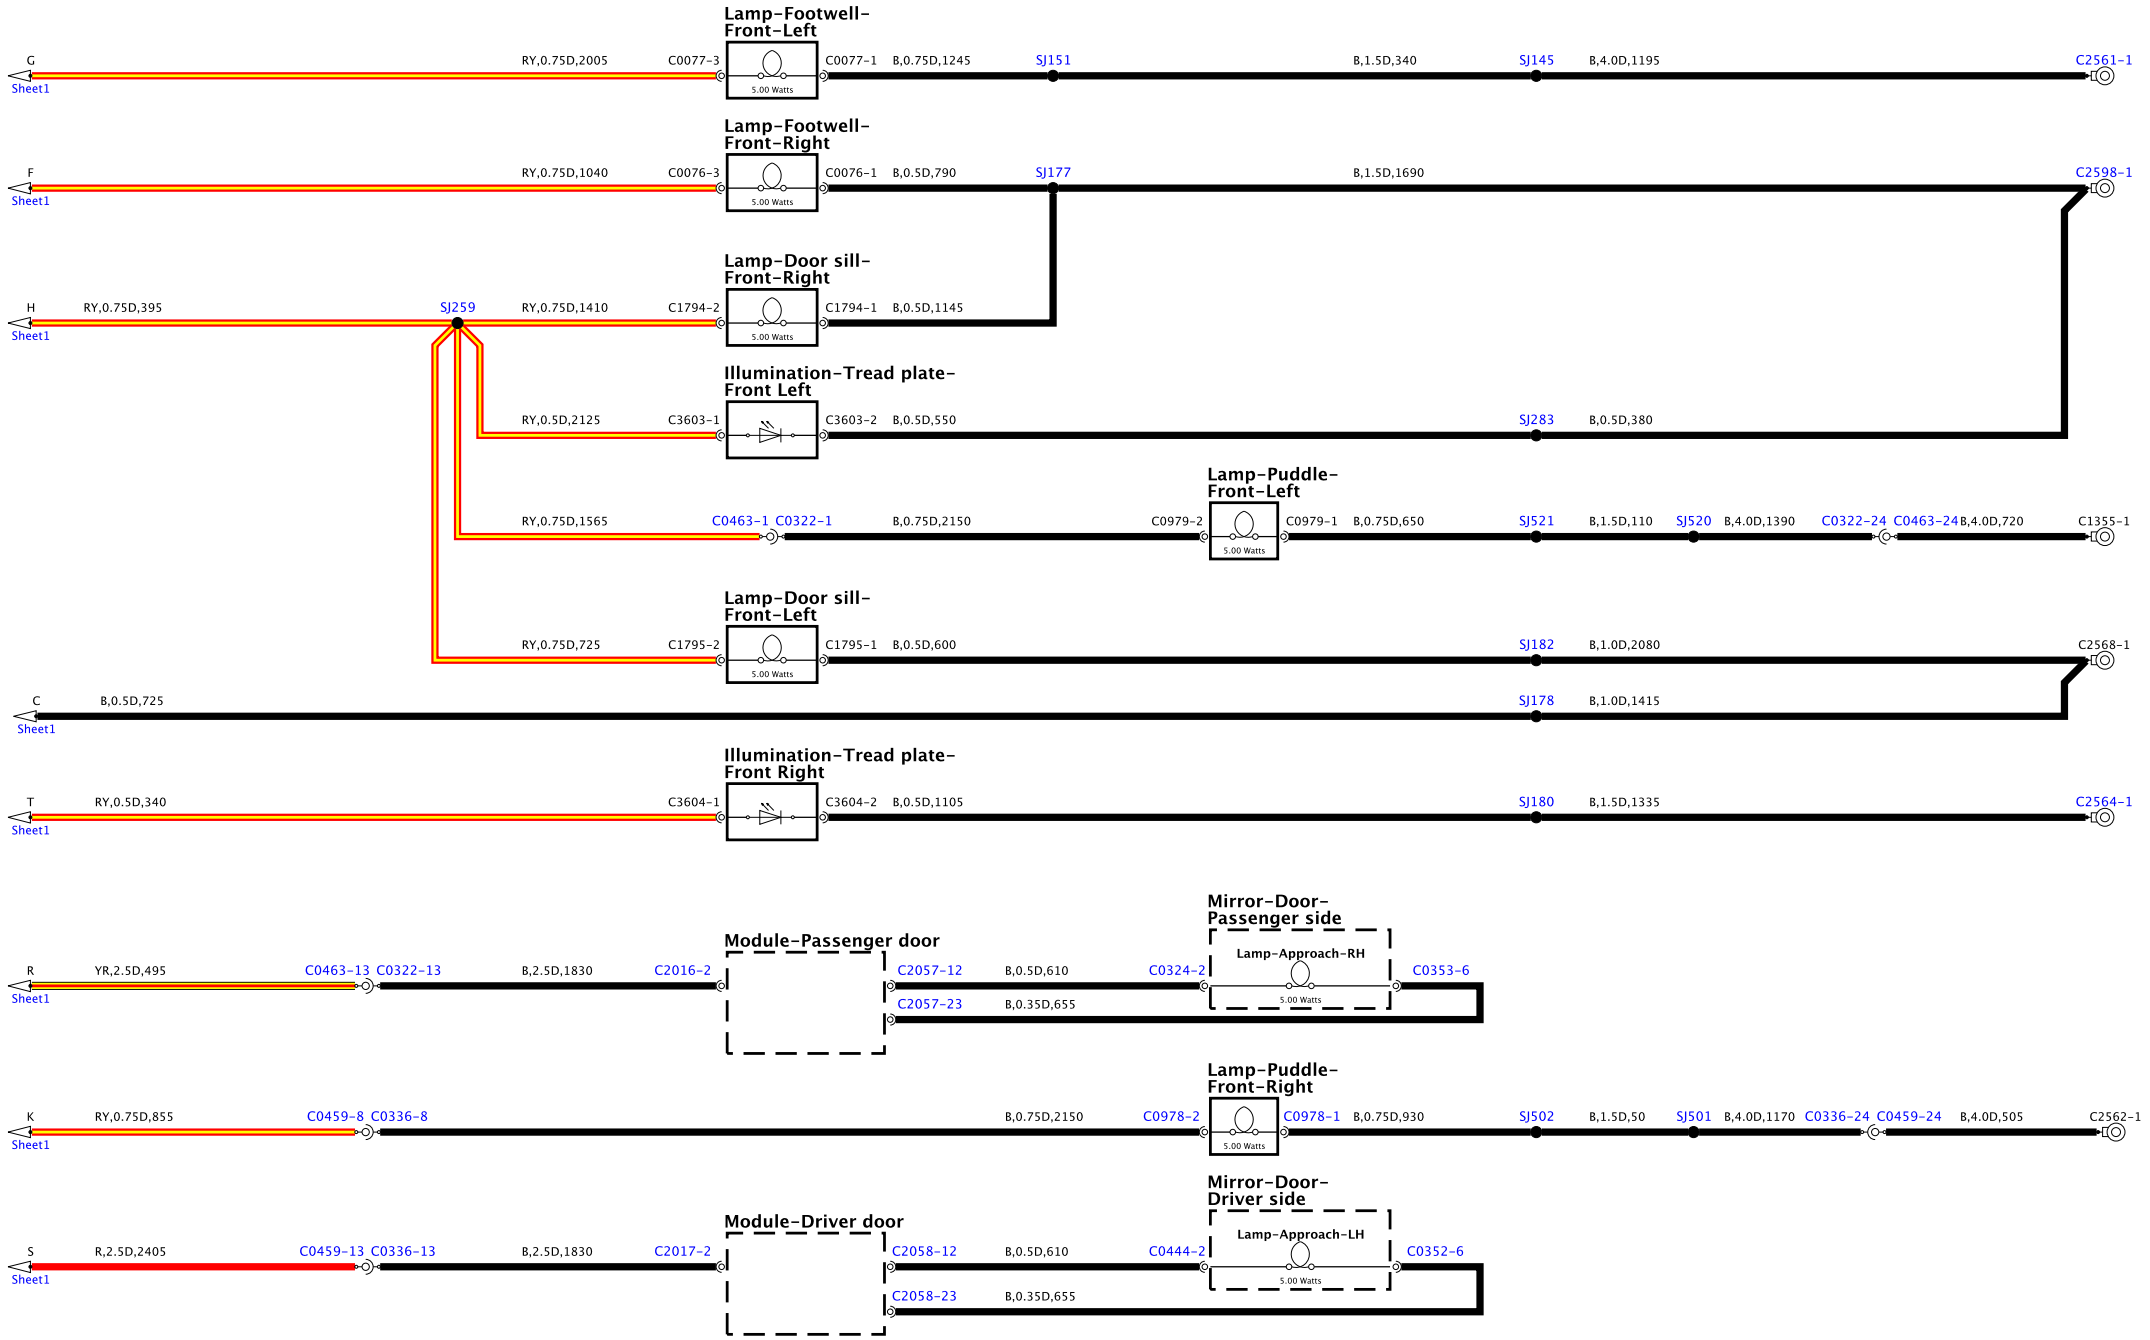 Lamp-Footwell-
Front-Left
G RY,0.75D,2005 C0077-3 C0077-1 B,0.75D,1245 SJ151 B,1.5D,340 SJ145 B,4.0D,1195 C2561-1
Sheet1
5.00 Watts
Lamp-Footwell-
Front-Right
F RY,0.75D,1040 C0076-3 C0076-1 B,0.5D,790 SJ177 B,1.5D,1690 C2598-1
Sheet1
5.00 Watts
Lamp-Door sill-
Front-Right
H RY,0.75D,395 SJ259 RY,0.75D,1410 C1794-2 C1794-1 B,0.5D,1145
Sheet1
5.00 Watts
Illumination-Tread plate-
Front Left
RY,0.5D,2125 C3603-1 C3603-2 B,0.5D,550 SJ283 B,0.5D,380
Lamp-Puddle-
Front-Left
RY,0.75D,1565 C0463-1 C0322-1 B,0.75D,2150 C0979-2 C0979-1 B,0.75D,650 SJ521 B,1.5D,110 SJ520 B,4.0D,1390 C0322-24 C0463-24 B,4.0D,720 C1355-1
5.00 Watts
Lamp-Door sill-
Front-Left
RY,0.75D,725 C1795-2 C1795-1 B,0.5D,600 SJ182 B,1.0D,2080 C2568-1
5.00 Watts
C B,0.5D,725 SJ178 B,1.0D,1415
Sheet1
Illumination-Tread plate-
Front Right
T RY,0.5D,340 C3604-1 C3604-2 B,0.5D,1105 SJ180 B,1.5D,1335 C2564-1
Sheet1
Mirror-Door-
Passenger side
Module-Passenger door
Lamp-Approach-RH
R YR,2.5D,495 C0463-13 C0322-13 B,2.5D,1830 C2016-2 C2057-12 B,0.5D,610 C0324-2 C0353-6
Sheet1
5.00 Watts
C2057-23 B,0.35D,655
Lamp-Puddle-
Front-Right
K RY,0.75D,855 C0459-8 C0336-8 B,0.75D,2150 C0978-2 C0978-1 B,0.75D,930 SJ502 B,1.5D,50 SJ501 B,4.0D,1170 C0336-24 C0459-24 B,4.0D,505 C2562-1
Sheet1
5.00 Watts
Mirror-Door-
Driver side
Module-Driver door
Lamp-Approach-LH
S R,2.5D,2405 C0459-13 C0336-13 B,2.5D,1830 C2017-2 C2058-12 B,0.5D,610 C0444-2 C0352-6
Sheet1
5.00 Watts
C2058-23 B,0.35D,655